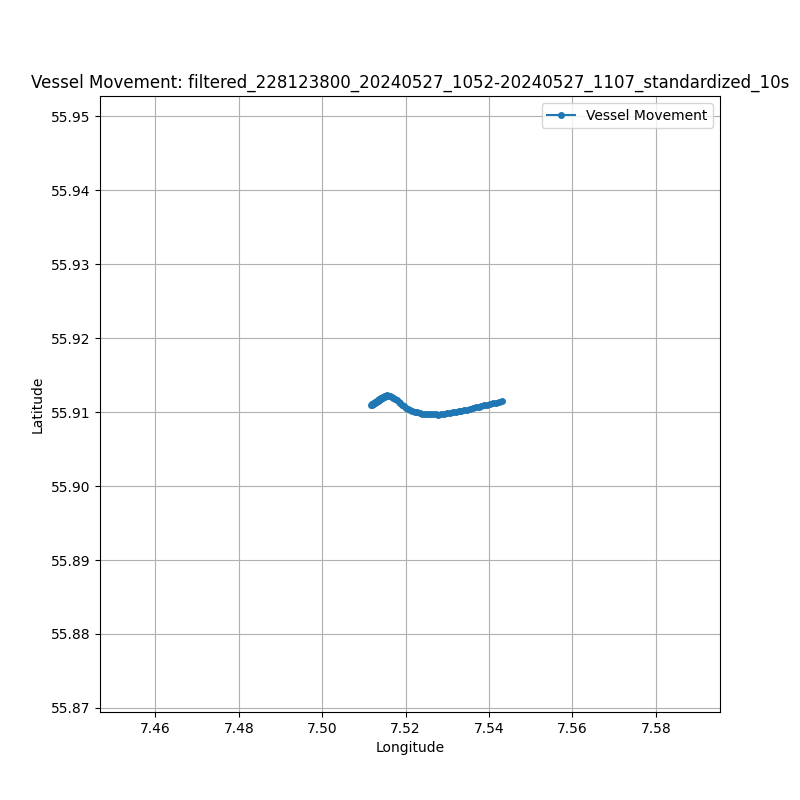 Vessel Movement: filtered_228123800_20240527_1052-20240527_1107_standardized_10s
Vessel Movement
55.95
55.94
55.93
55.92
55.91
55.90
55.89
55.88
55.87
Latitude
7.46 7.48 7.50 7.52 7.54 7.56 7.58
Longitude